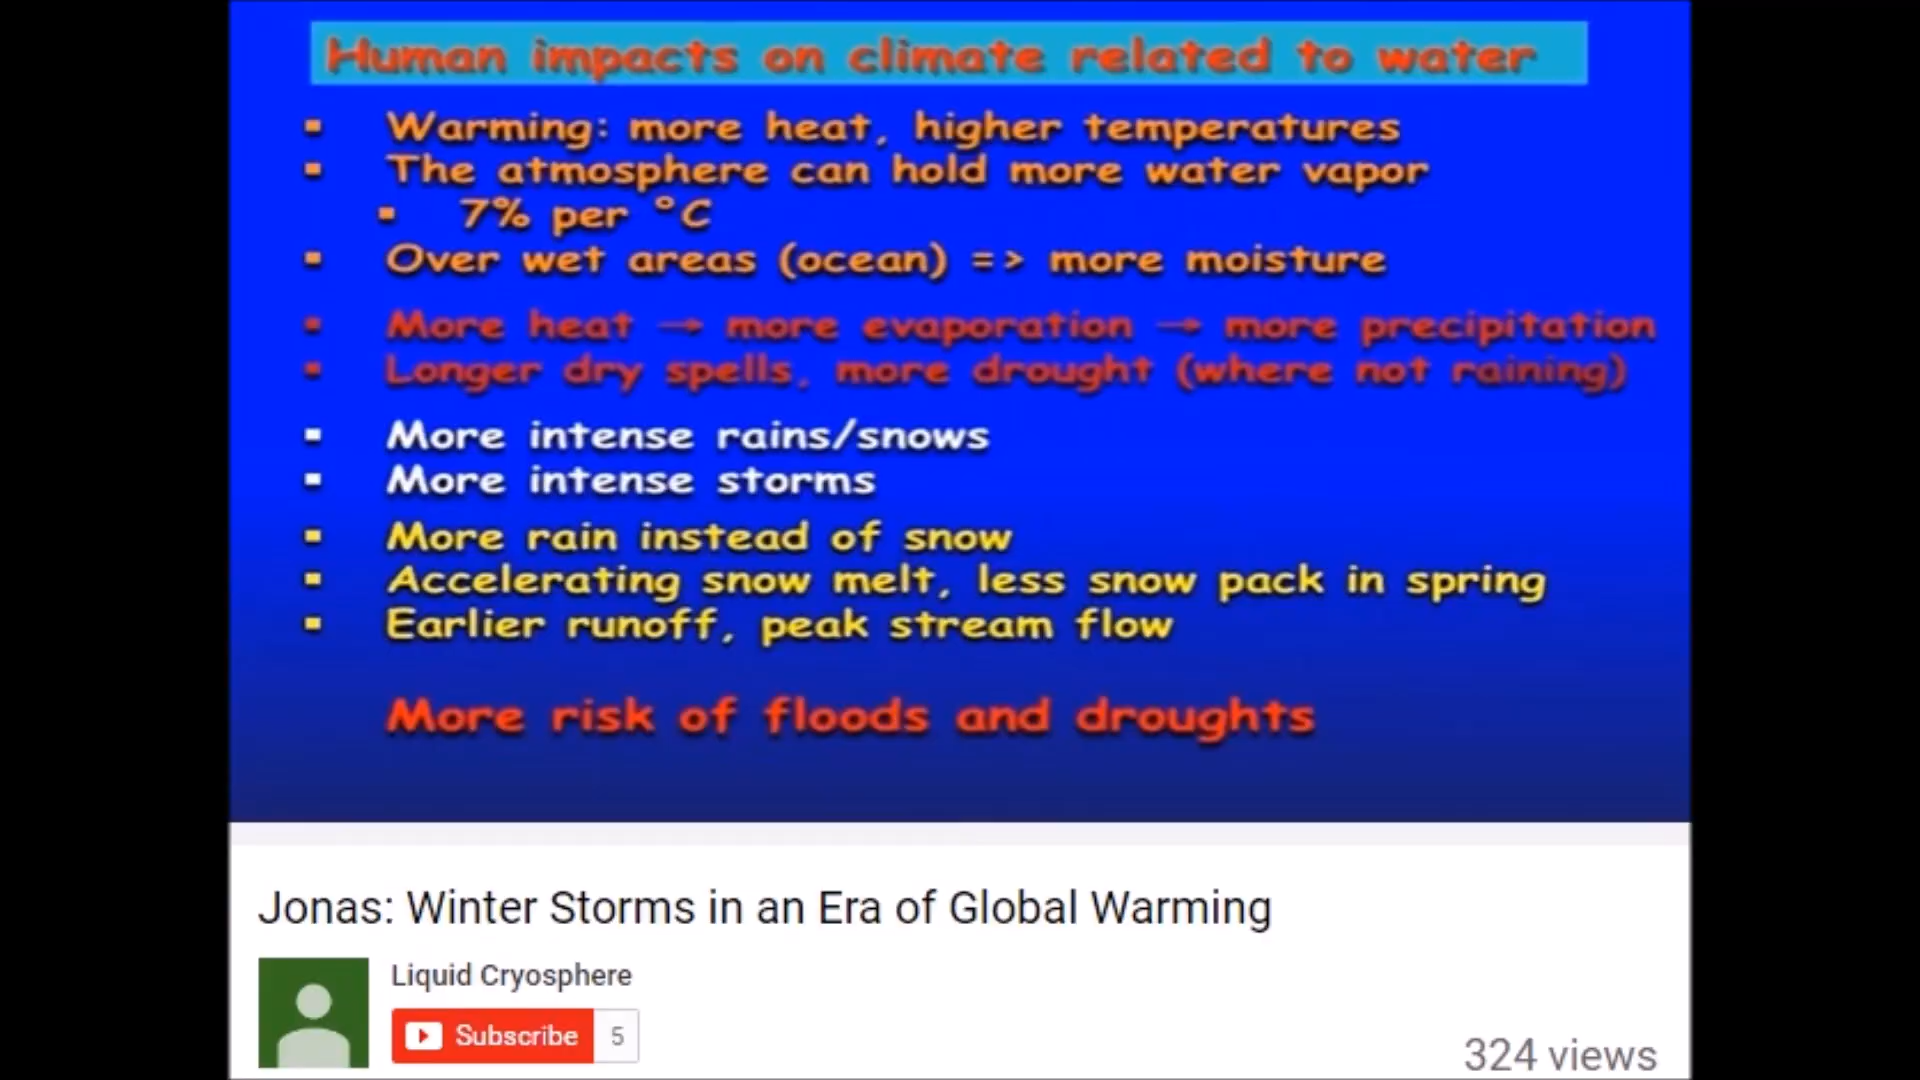 Human impacts on climate related to water
▪ Warming: more heat, higher temperatures
▪ The atmosphere can hold more water vapor
▪ 7% per °C
▪ Over wet areas (ocean) => more moisture
▪ More heat → more evaporation → more precipitation
▪ Longer dry spells, more drought (where not raining)
▪ More intense rains/snows
▪ More intense storms
▪ More rain instead of snow
▪ Accelerating snow melt, less snow pack in spring
▪ Earlier runoff, peak stream flow
More risk of floods and droughts
Jonas: Winter Storms in an Era of Global Warming
Liquid Cryosphere
Subscribe 5
324 views